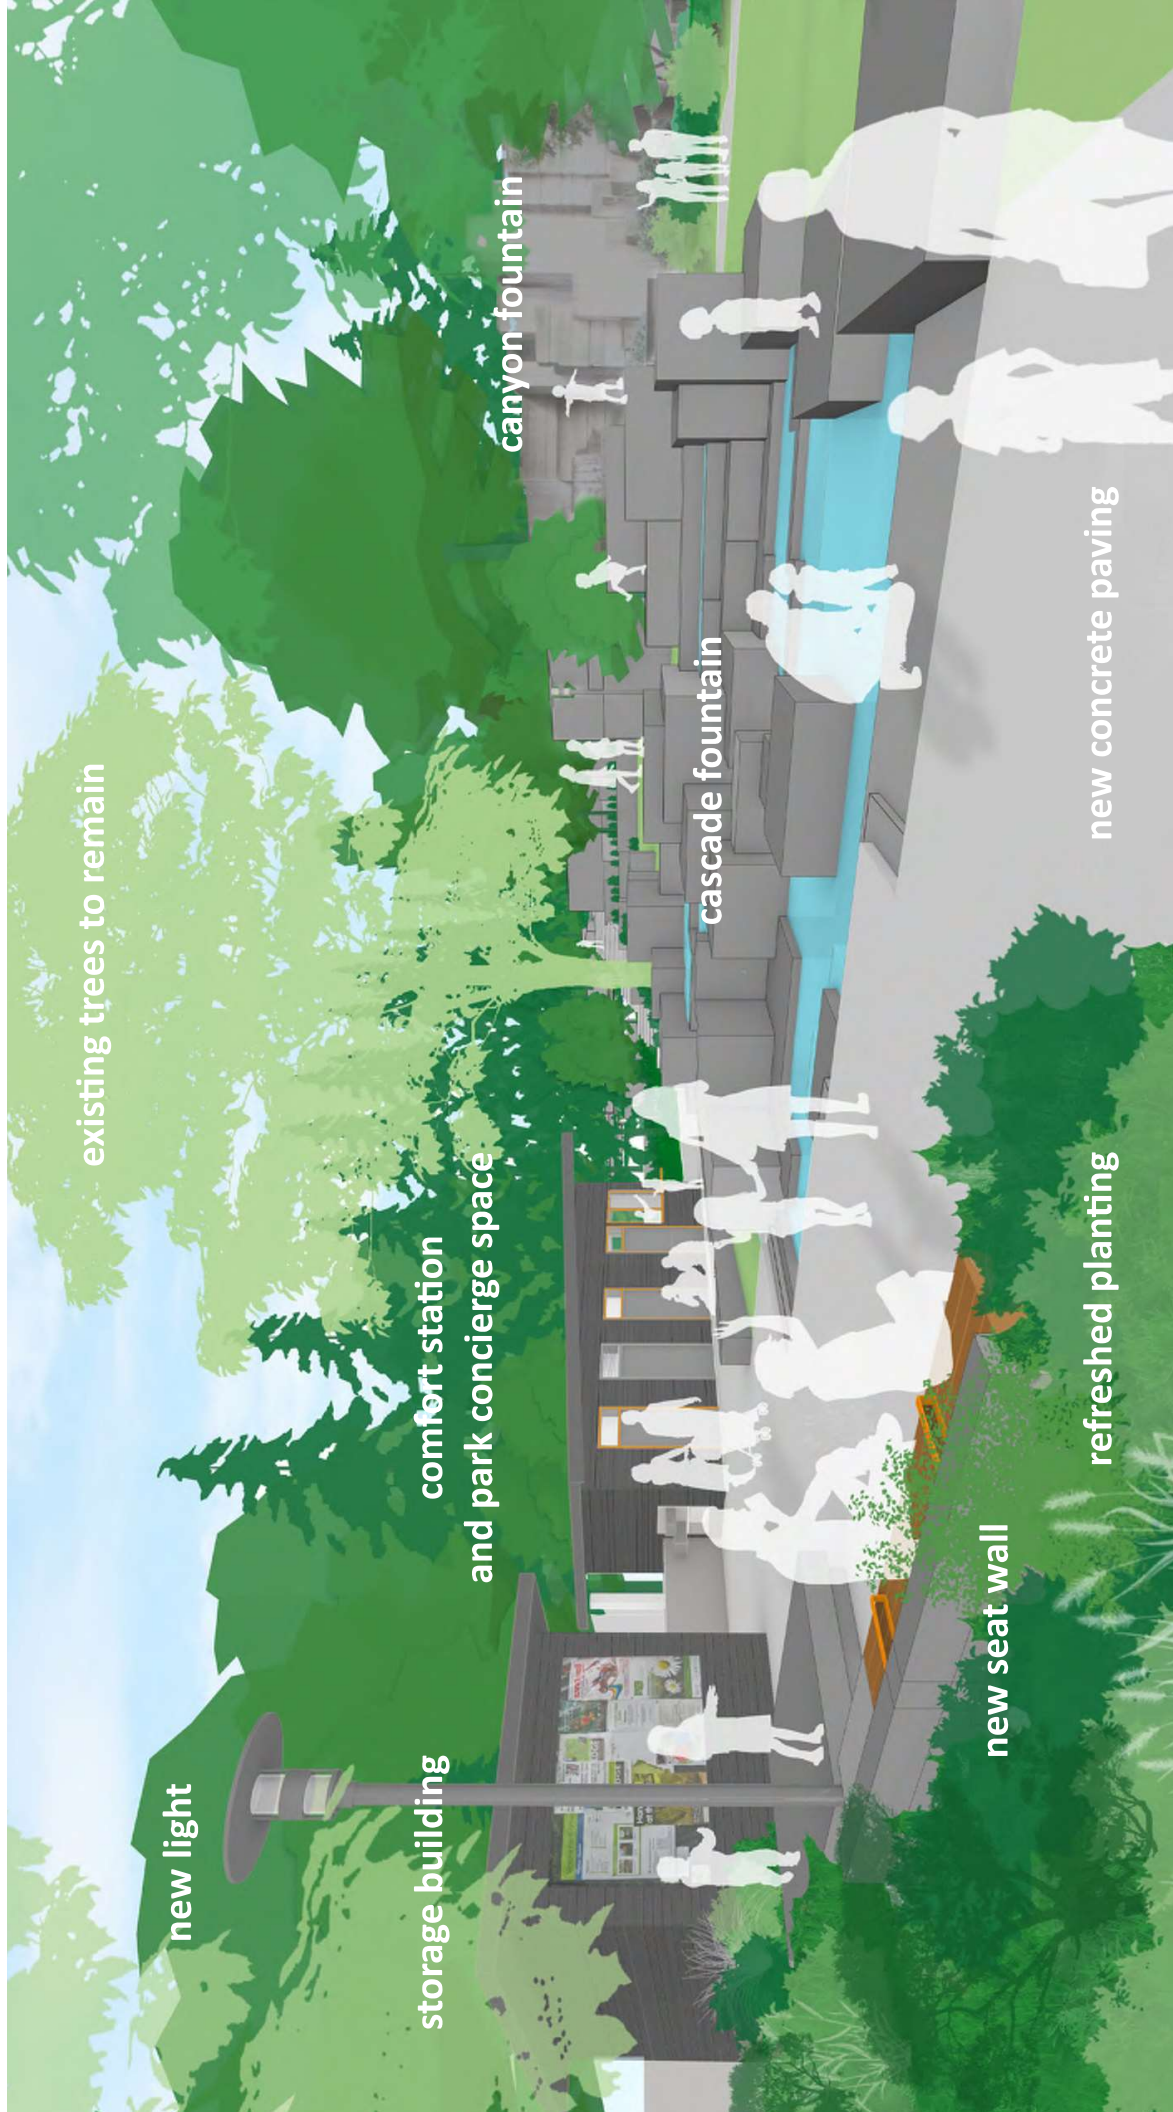 existing trees to remain
new light
canyon fountain
comfort station
and park concierge space
storage building
cascade fountain
new seat wall
refreshed planting
new concrete paving